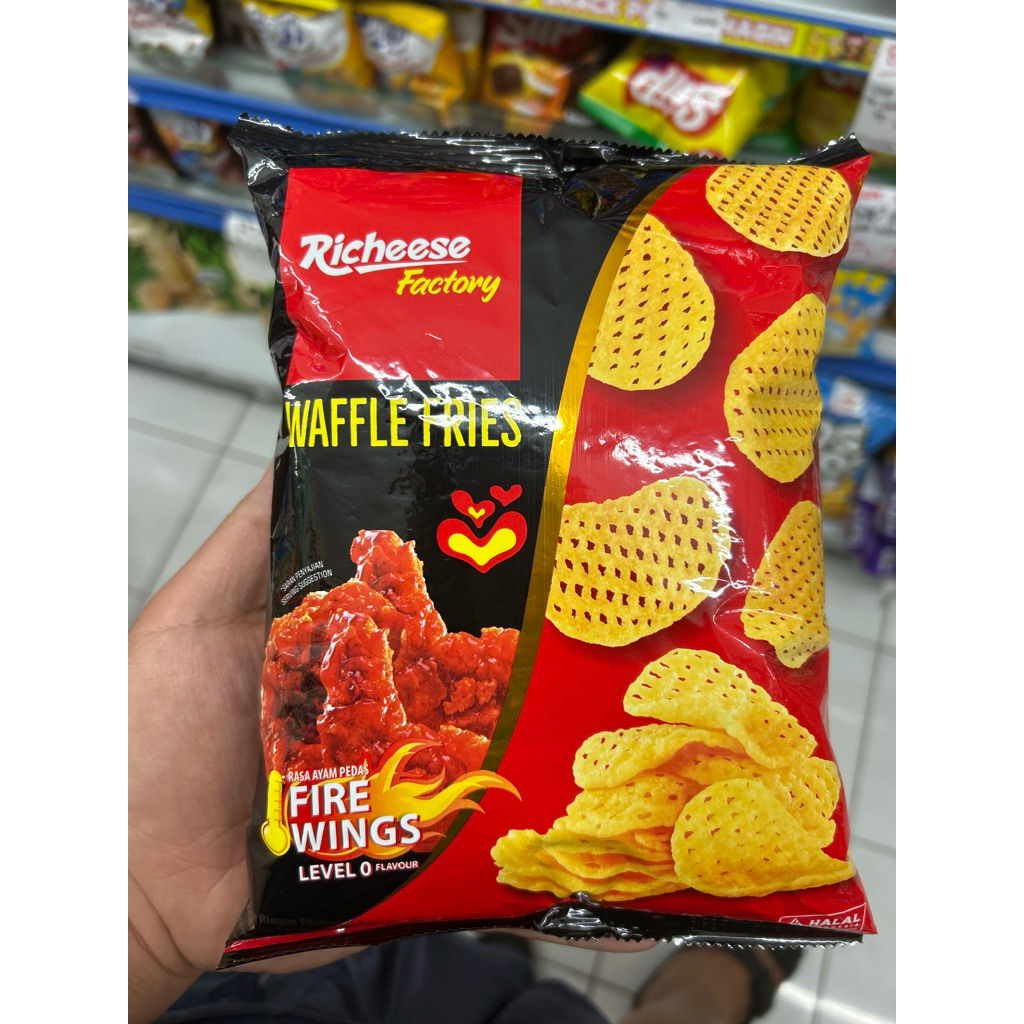 Richeese
Factory
WAFFLE FRIES
*SARAN PENYAJIAN
SERVING SUGGESTION
RASA AYAM PEDAS
FIRE
WINGS
LEVEL 0 FLAVOUR
HALAL